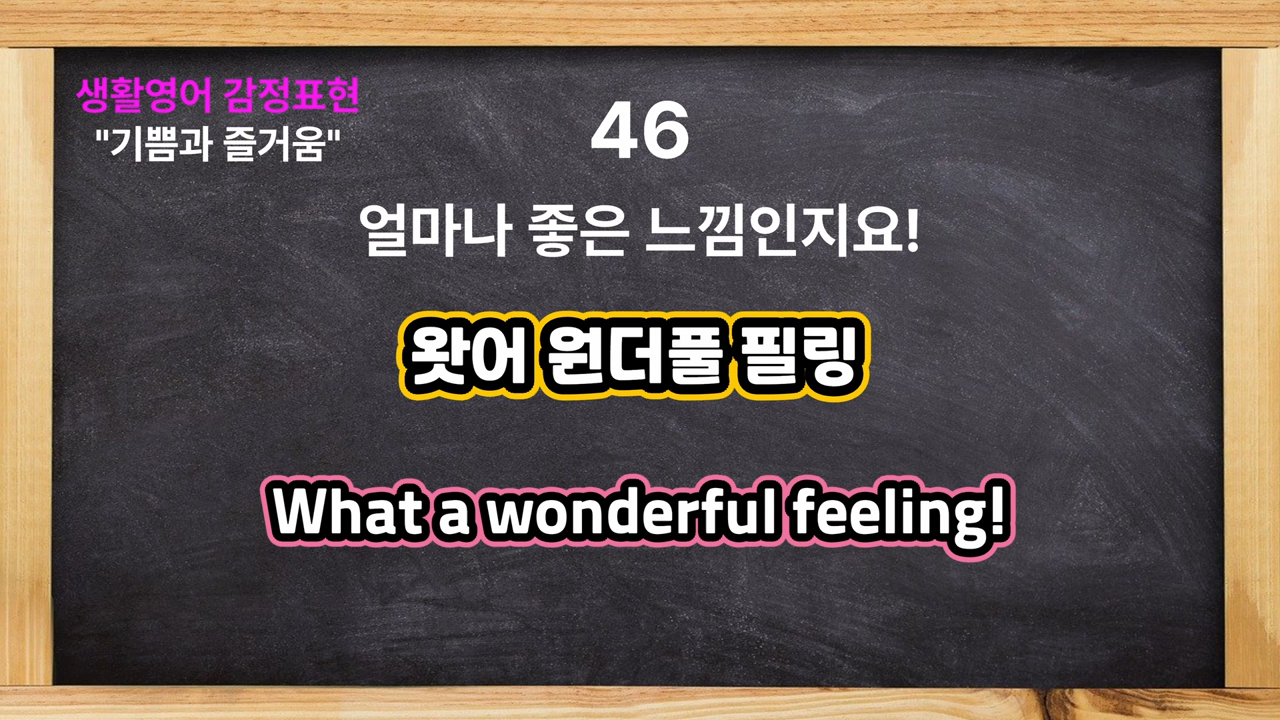 생활영어 감정표현
"기쁨과 즐거움"
46
얼마나 좋은 느낌인지요!
왓어 원더풀 필링
What a wonderful feeling!